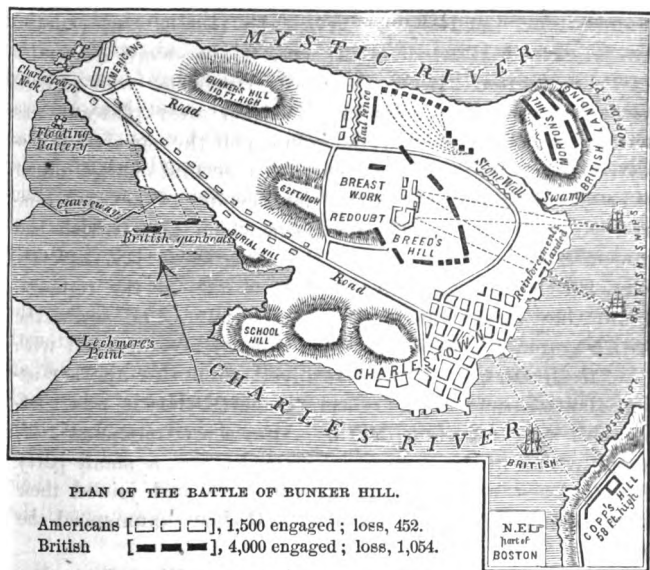 MYSTIC RIVER
AMERICANS
Charlestown
Neck
BUNKER'S HILL
110 FT. HIGH
Road
Rail Fence
MORTON'S HILL
BRITISH LANDING
MORTON'S PT.
Floating
Battery
Stone Wall
Swamp
62 FT HIGH
BREAST
WORK
REDOUBT
BREED'S
HILL
Causeway
British gunboats
BURIAL HILL
Road
Reinforcements
Landed
BRITISH SHIPS
Lechmere's
Point
SCHOOL
HILL
CHARLESTOWN
CHARLES RIVER
BRITISH
HUDSON'S PT.
COPP'S HILL
58 Ft. high
N.E.
part of
BOSTON
PLAN OF THE BATTLE OF BUNKER HILL.
Americans [ ], 1,500 engaged; loss, 452.
British [ ], 4,000 engaged; loss, 1,054.